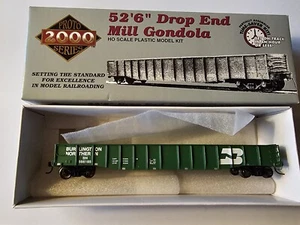 PROTO
2000
SERIES
52'6" Drop End
Mill Gondola
HO SCALE PLASTIC MODEL KIT
SETTING THE STANDARD
FOR EXCELLENCE
IN MODEL RAILROADING
BURLINGTON
NORTHERN
BN